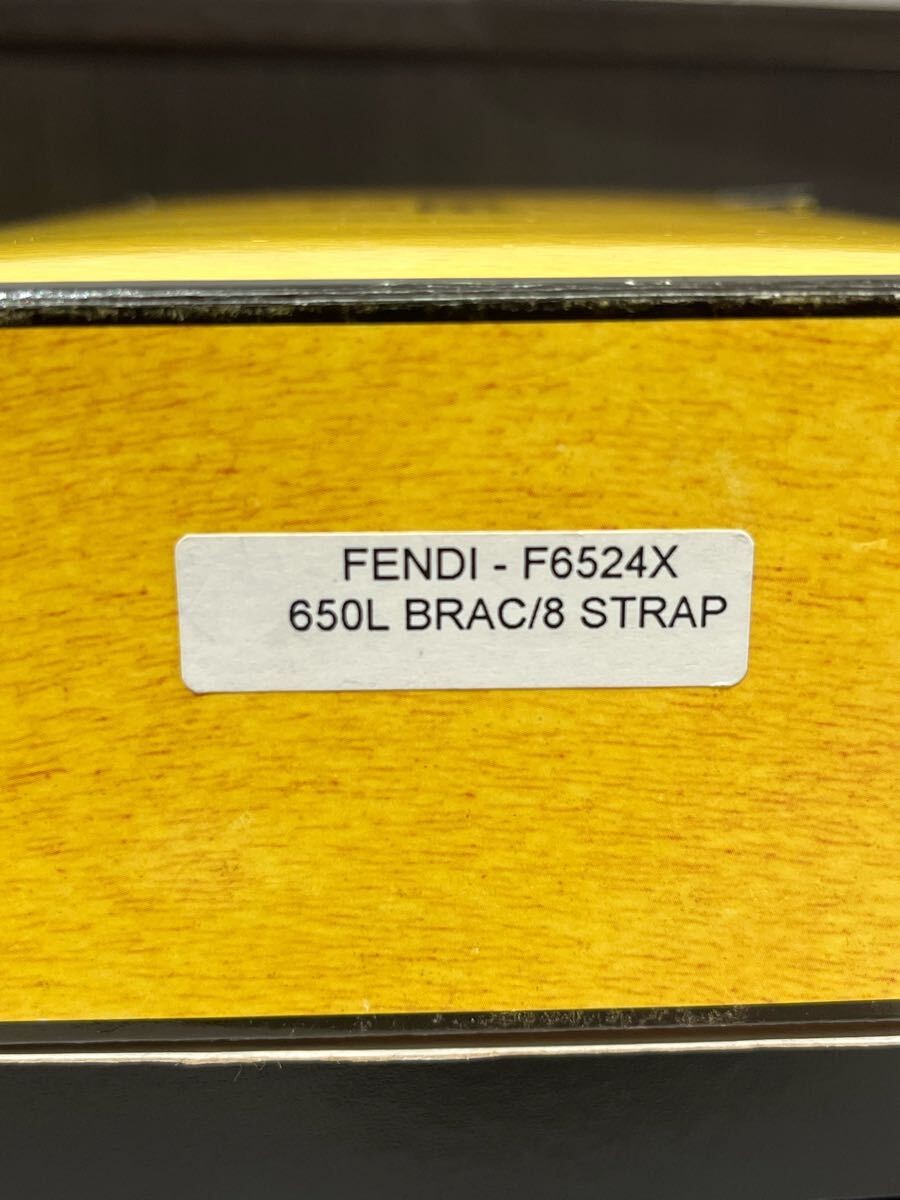 FENDI - F6524X
650L BRAC/8 STRAP